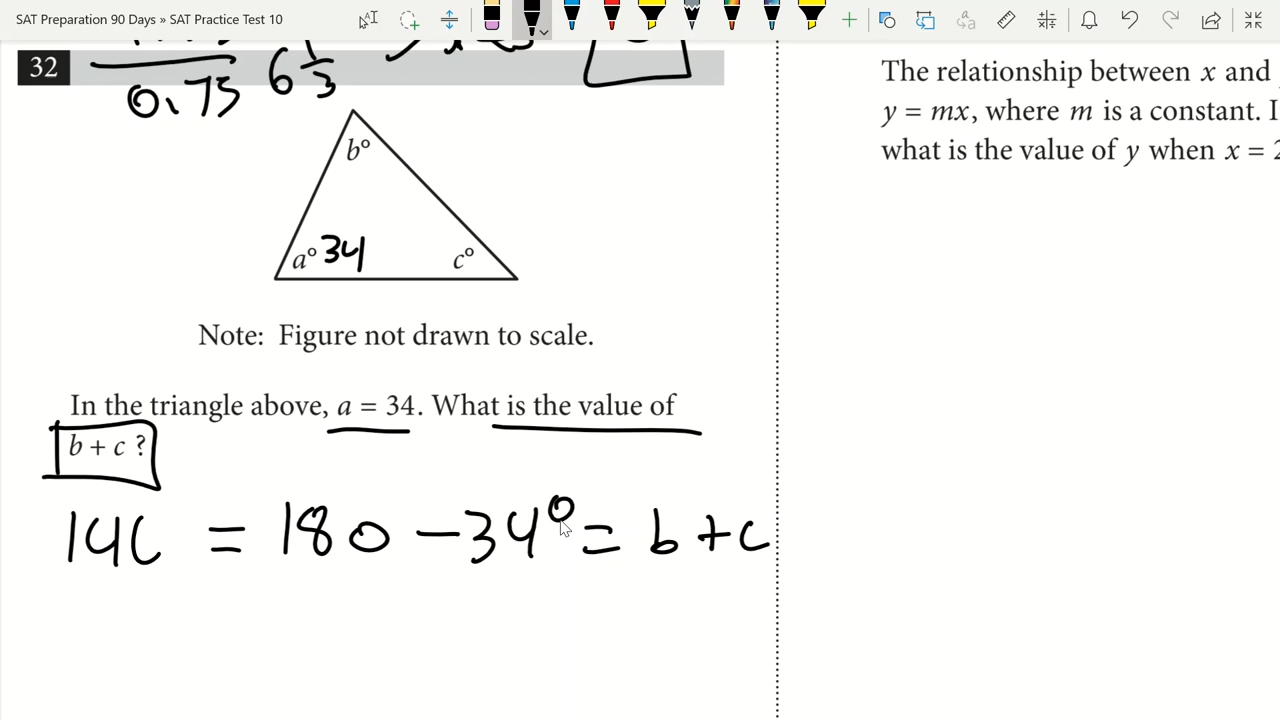 SAT Preparation 90 Days » SAT Practice Test 10
32
0.75 6 1/3
b°
a° 34 c°
Note: Figure not drawn to scale.
In the triangle above, a = 34. What is the value of
b + c ?
14C = 180 - 34° = b + c
The relationship between x and
y = mx, where m is a constant. I
what is the value of y when x = 2